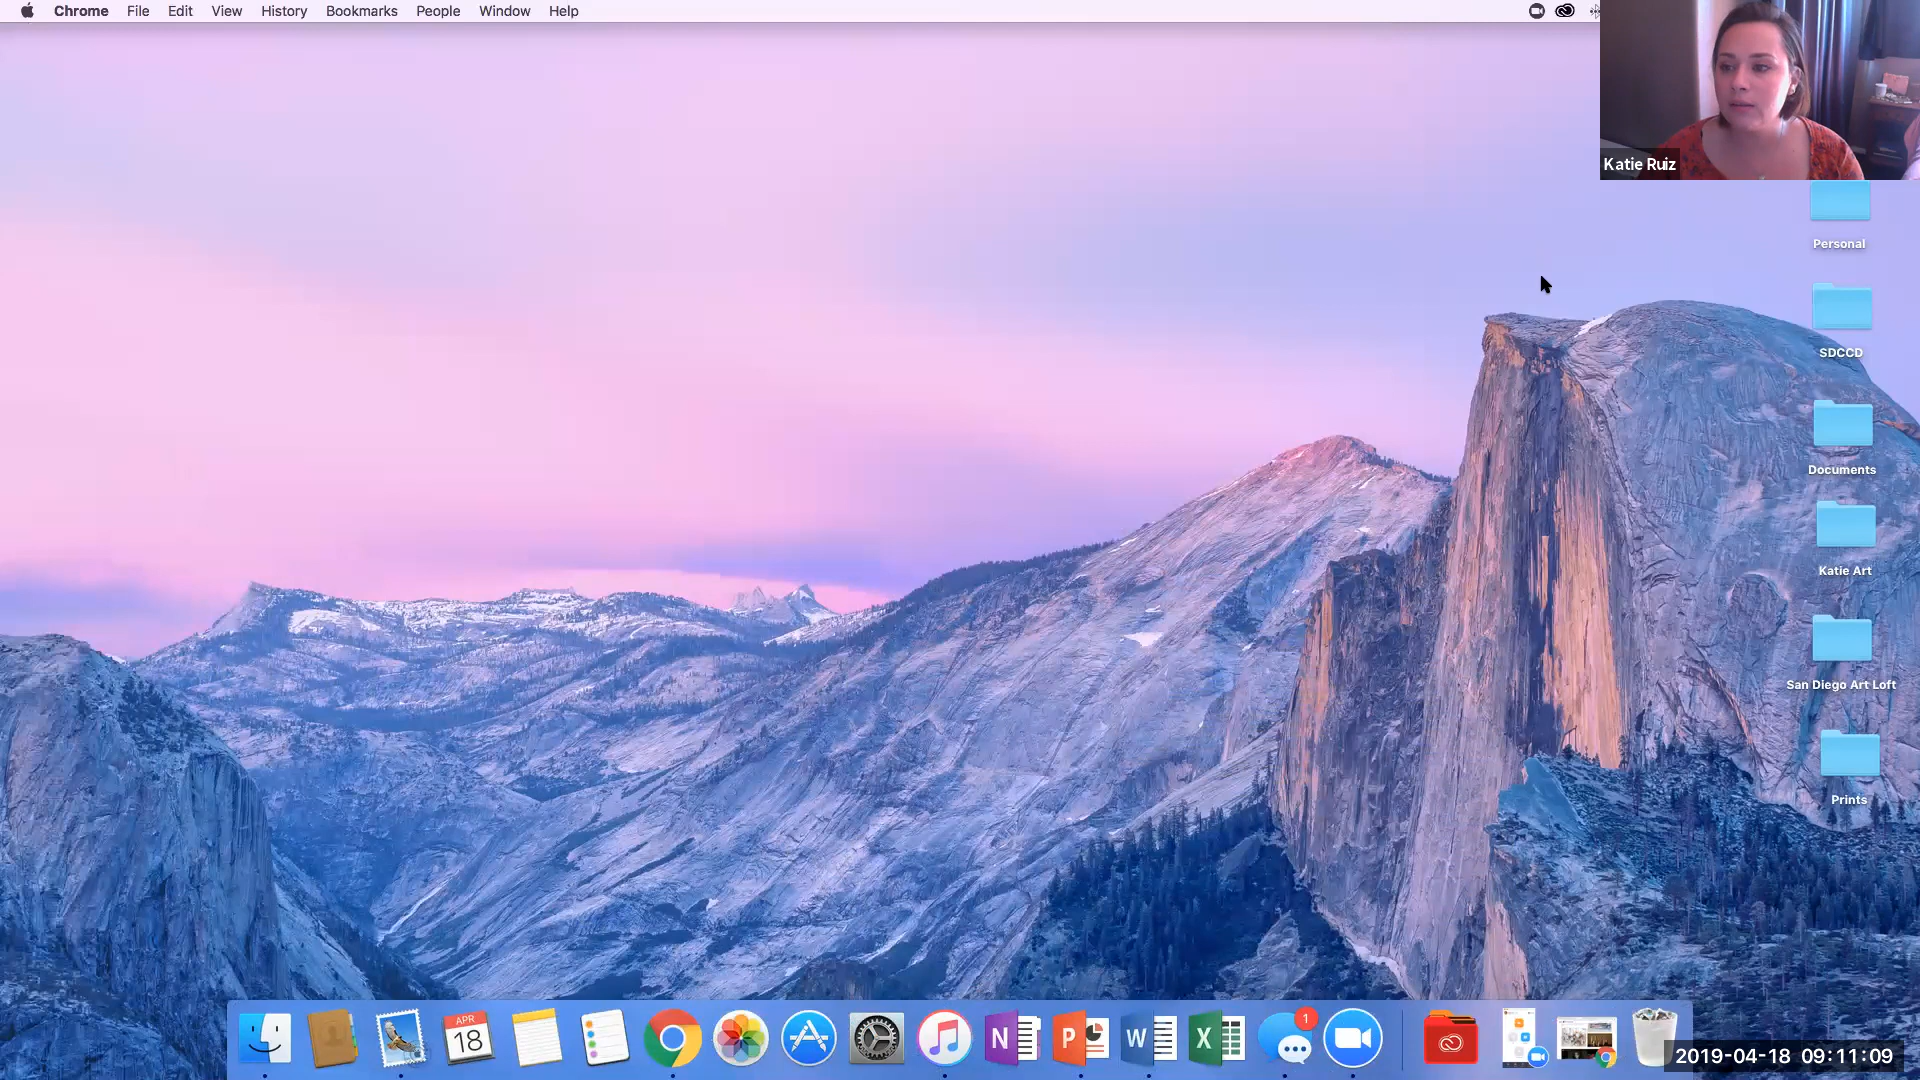 Chrome File Edit View History Bookmarks People Window Help
Katie Ruiz
Personal
SDCCD
Documents
Katie Art
San Diego Art Loft
Prints
APR
18
N
P
W
X
1
2019-04-18 09:11:09